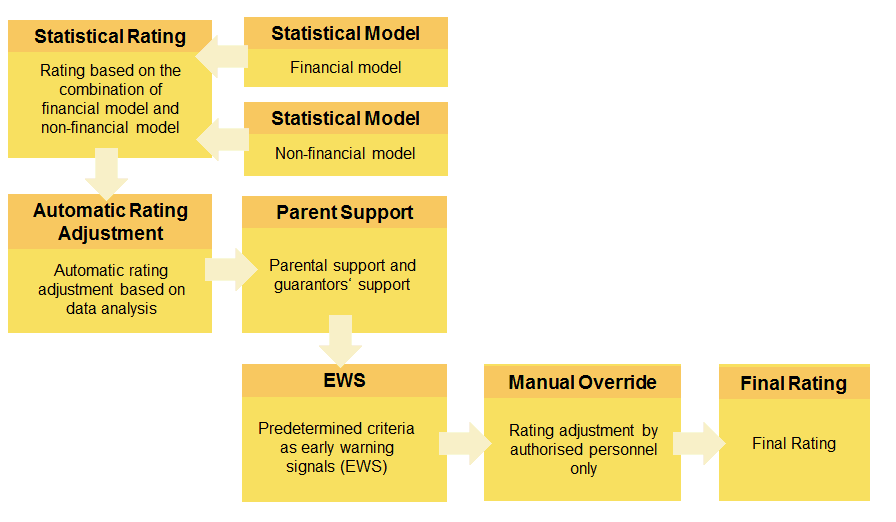 Statistical Rating
Rating based on the
combination of
financial model and
non-financial model
Statistical Model
Financial model
Statistical Model
Non-financial model
Automatic Rating
Adjustment
Automatic rating
adjustment based on
data analysis
Parent Support
Parental support and
guarantors‘ support
EWS
Predetermined criteria
as early warning
signals (EWS)
Manual Override
Rating adjustment by
authorised personnel
only
Final Rating
Final Rating